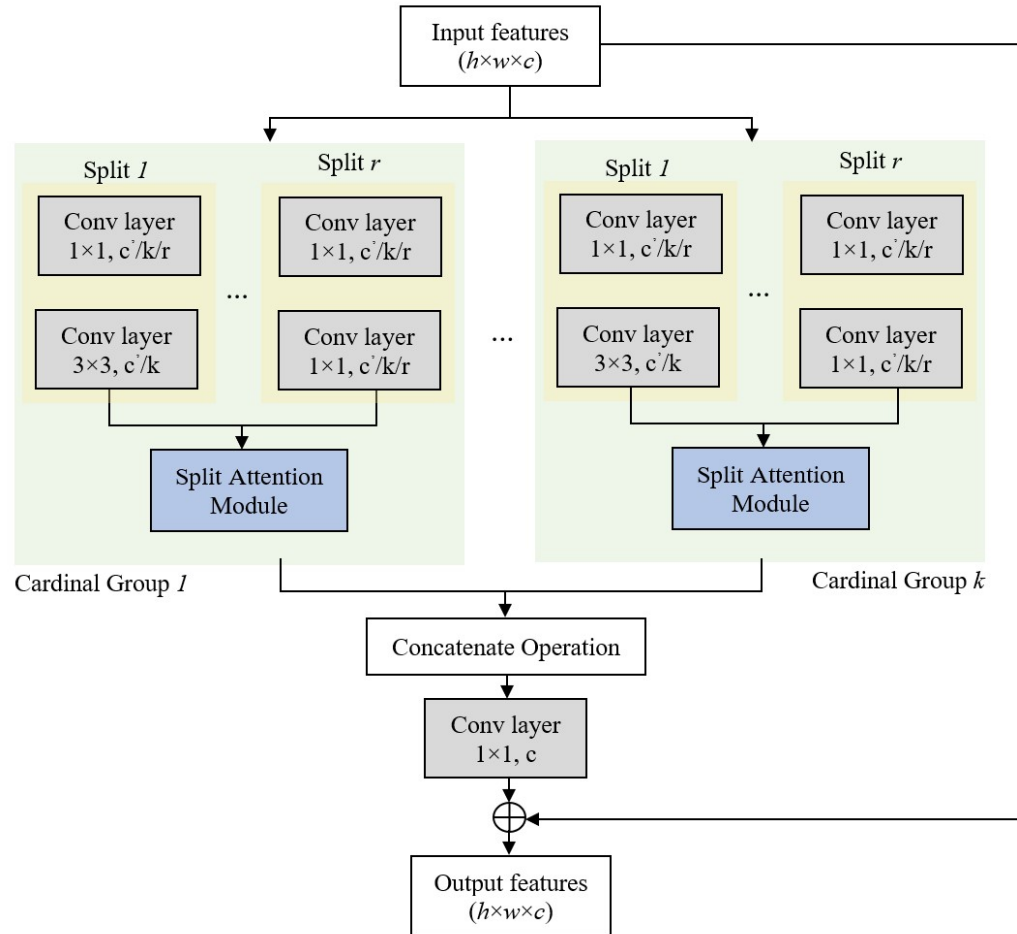 Input features
(h×w×c)
Split 1
Split r
Conv layer
1×1, c’/k/r
Conv layer
1×1, c’/k/r
...
Conv layer
3×3, c’/k
Conv layer
1×1, c’/k/r
Split Attention
Module
Cardinal Group 1
...
Split 1
Split r
Conv layer
1×1, c’/k/r
Conv layer
1×1, c’/k/r
...
Conv layer
3×3, c’/k
Conv layer
1×1, c’/k/r
Split Attention
Module
Cardinal Group k
Concatenate Operation
Conv layer
1×1, c
Output features
(h×w×c)